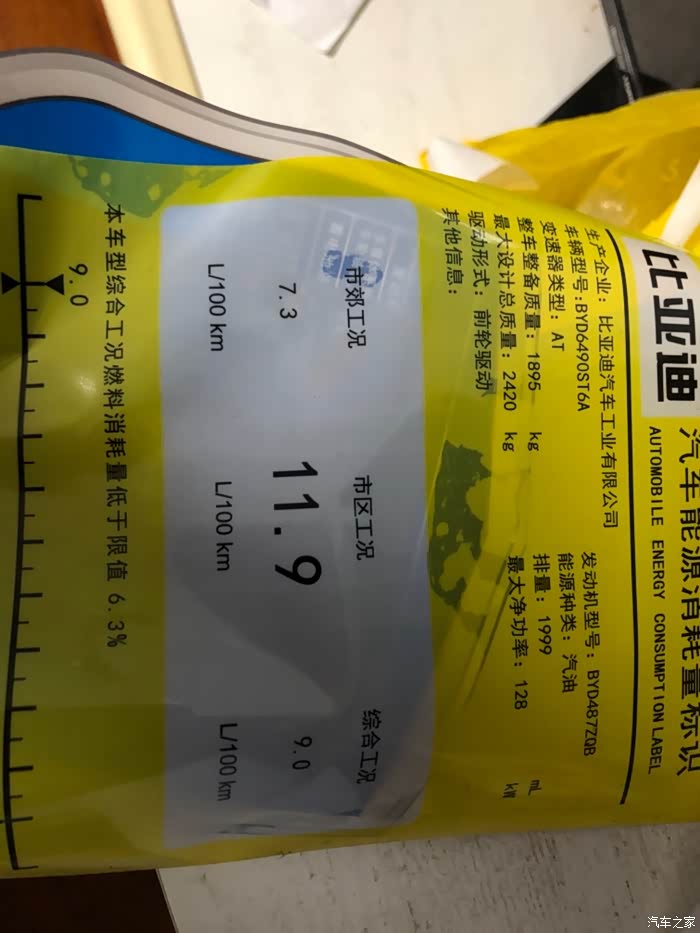 比亚迪
汽车能源消耗量标识
AUTOMOBILE ENERGY CONSUMPTION LABEL
生产企业：比亚迪汽车工业有限公司
车辆型号：BYD6490ST6A 发动机型号：BYD487ZQB
变速器类型：AT 能源种类：汽油
整车整备质量：1895 kg 排量：1999 mL
最大设计总质量：2420 kg 最大净功率：128 kW
驱动形式：前轮驱动
其他信息：
市郊工况 市区工况 综合工况
7.3 11.9 9.0
L/100 km L/100 km L/100 km
本车型综合工况燃料消耗量低于限值 6.3%
9.0
汽车之家